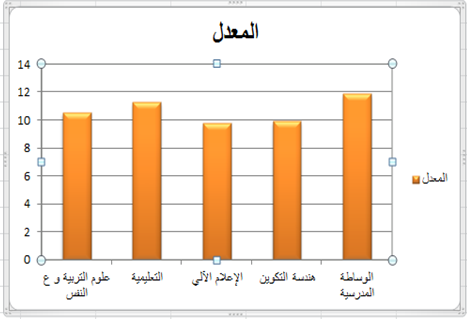 المعدل
14
12
10
8
6
4
2
0
علوم التربية و ع
النفس
التعليمية
الإعلام الآلي
هندسة التكوين
الوساطة
المدرسية
المعدل